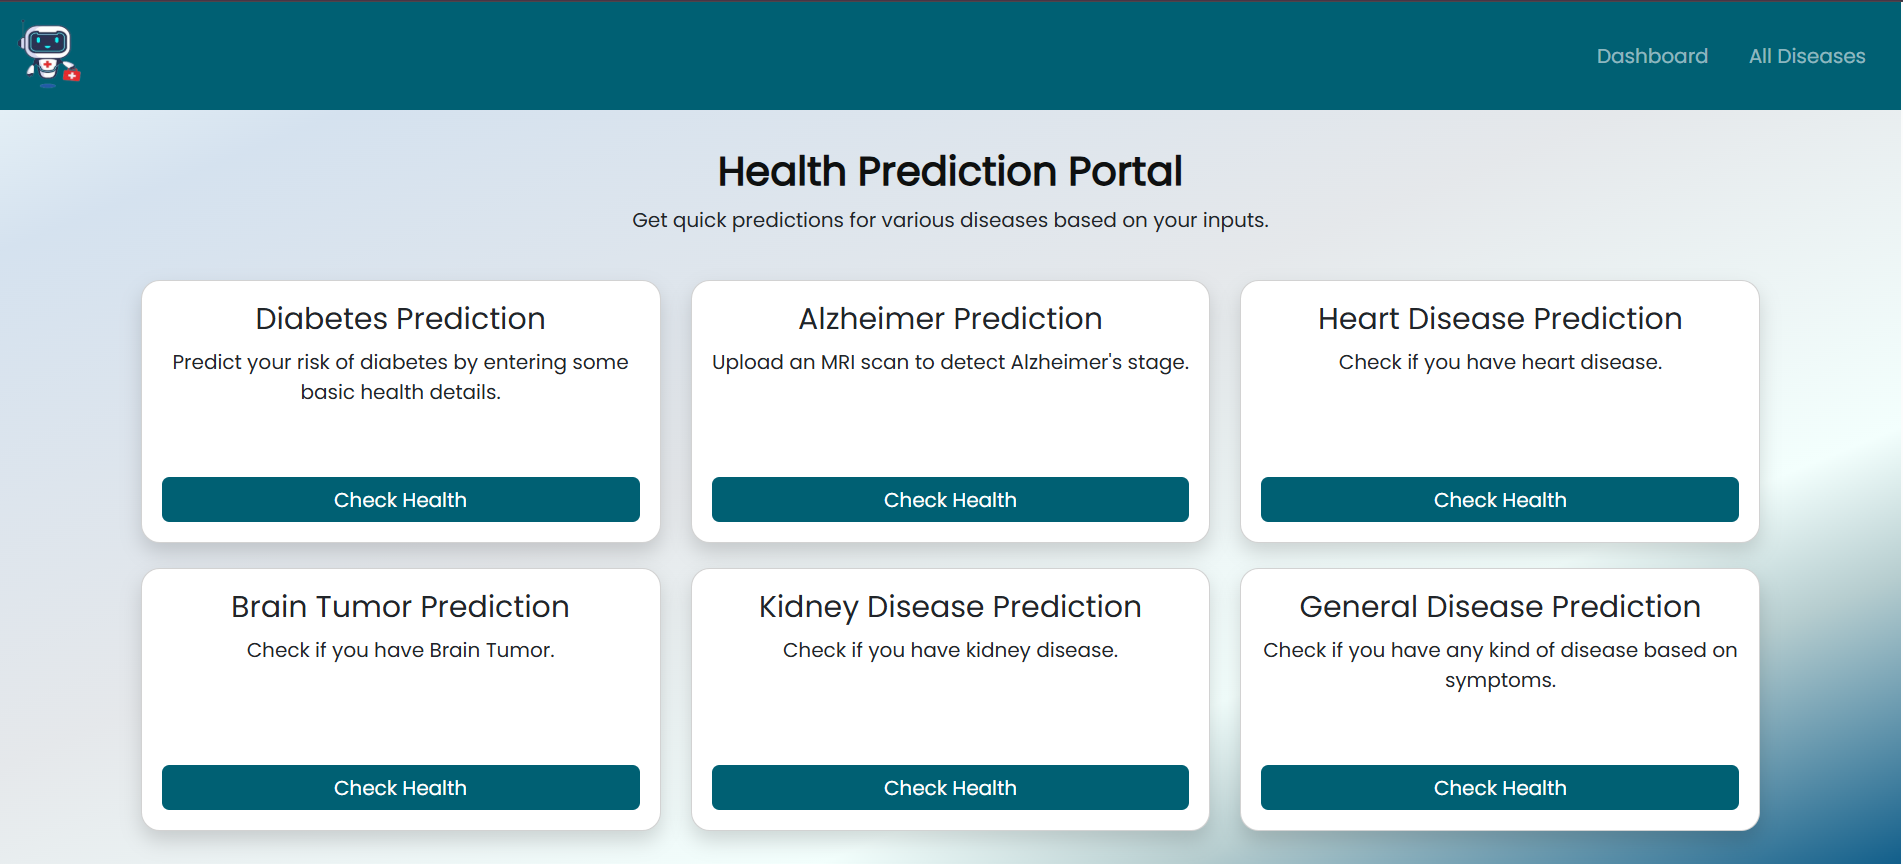 Dashboard
All Diseases
Health Prediction Portal
Get quick predictions for various diseases based on your inputs.
Diabetes Prediction
Predict your risk of diabetes by entering some
basic health details.
Check Health
Alzheimer Prediction
Upload an MRI scan to detect Alzheimer's stage.
Check Health
Heart Disease Prediction
Check if you have heart disease.
Check Health
Brain Tumor Prediction
Check if you have Brain Tumor.
Check Health
Kidney Disease Prediction
Check if you have kidney disease.
Check Health
General Disease Prediction
Check if you have any kind of disease based on
symptoms.
Check Health